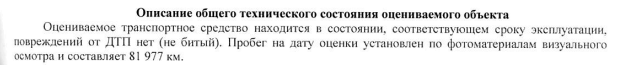 Описание общего технического состояния оцениваемого объекта
Оцениваемое транспортное средство находится в состоянии, соответствующем сроку эксплуатации,
повреждений от ДТП нет (не битый). Пробег на дату оценки установлен по фотоматериалам визуального
осмотра и составляет 81 977 км.